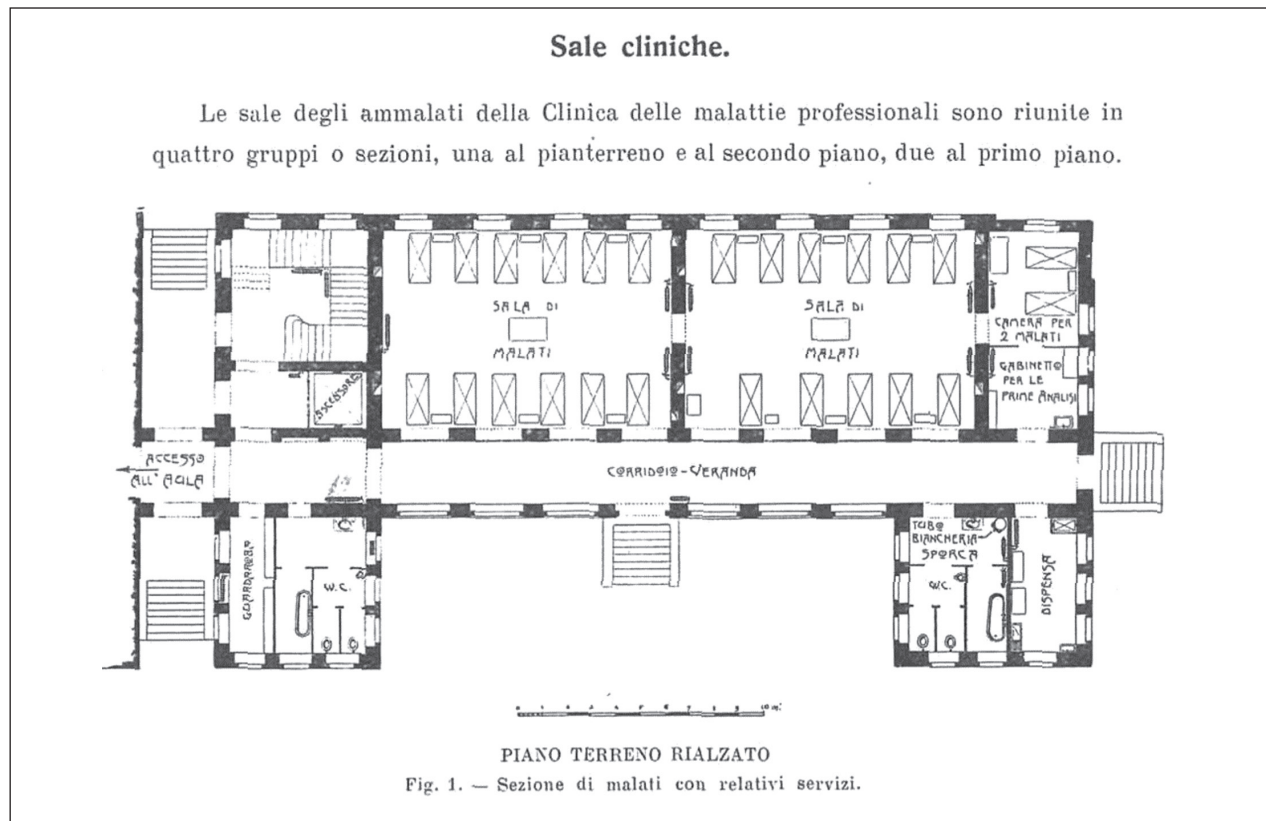 Sale cliniche.
Le sale degli ammalati della Clinica delle malattie professionali sono riunite in
quattro gruppi o sezioni, una al pianterreno e al secondo piano, due al primo piano.
SALA DI
MALATI
SALA DI
MALATI
CAMERA PER
2 MALATI
GABINETTO
PER LE
PRIME ANALISI
ASCENSORE
ACCESSO
ALL' AULA
CORRIDOIO-VERANDA
GUARDAROBA
W.C.
TUBO
BIANCHERIA
SPORCA
W.C.
DISPENSA
10 m.
PIANO TERRENO RIALZATO
Fig. 1. — Sezione di malati con relativi servizi.